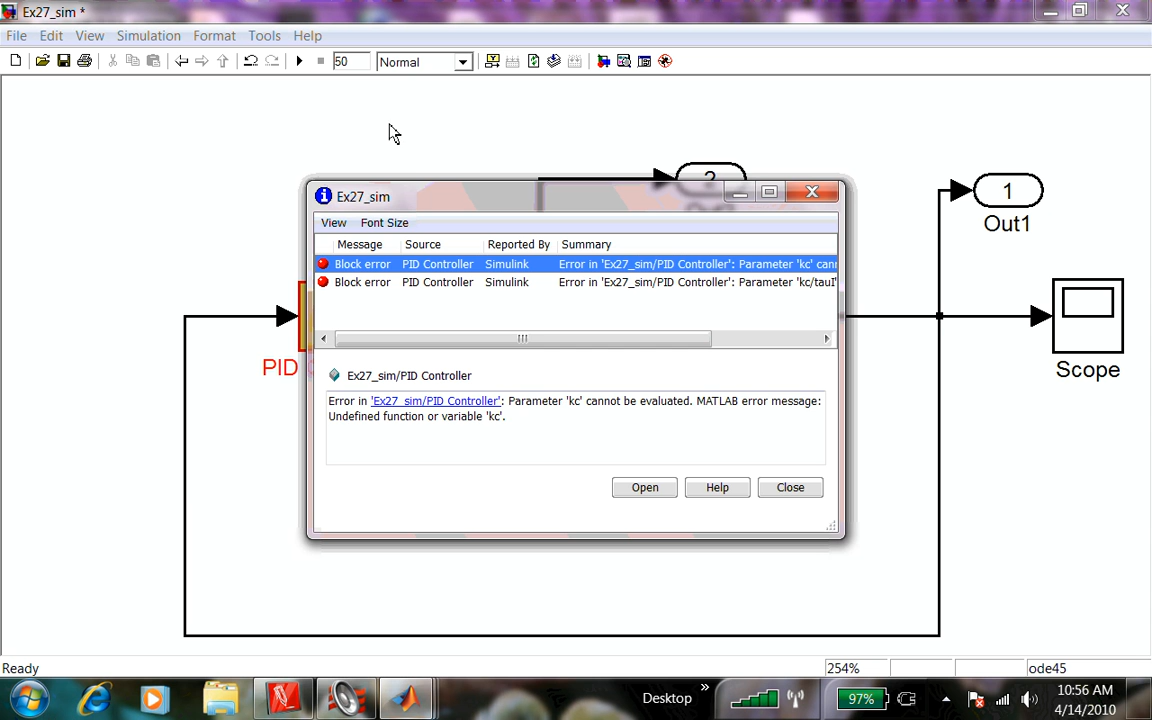 Ex27_sim *
File Edit View Simulation Format Tools Help
50 Normal
2
1
Out1
Ex27_sim
View Font Size
Message Source Reported By Summary
Block error PID Controller Simulink Error in 'Ex27_sim/PID Controller': Parameter 'kc' cann
Block error PID Controller Simulink Error in 'Ex27_sim/PID Controller': Parameter 'kc/tauI'
PID
Scope
Ex27_sim/PID Controller
Error in 'Ex27_sim/PID Controller': Parameter 'kc' cannot be evaluated. MATLAB error message:
Undefined function or variable 'kc'.
Open Help Close
Ready 254% ode45
Desktop » 97% 10:56 AM
4/14/2010